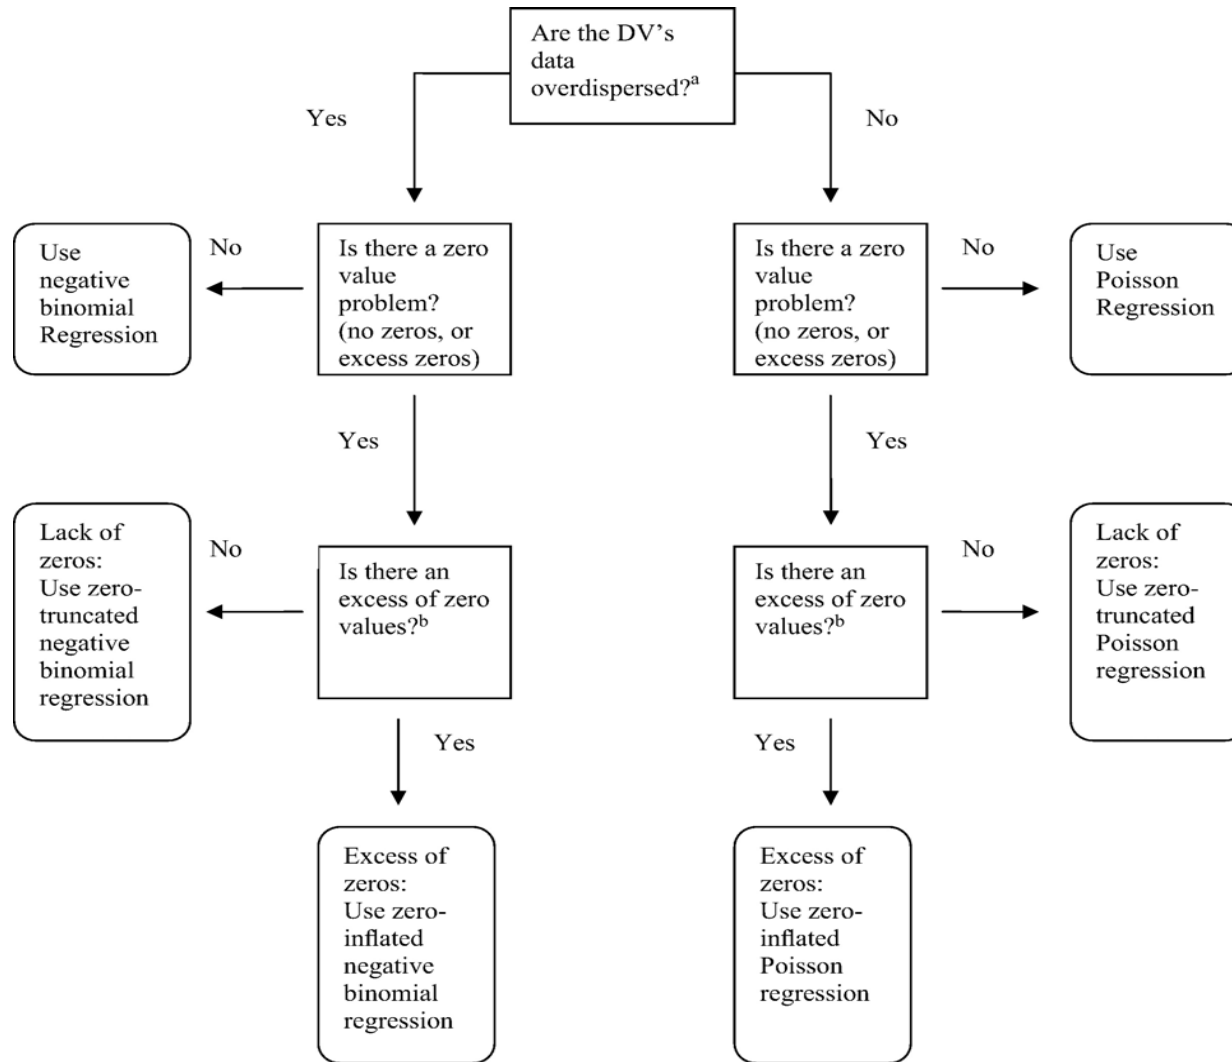 Are the DV’s
data
overdispersed?ᵃ
Yes
No
Use
negative
binomial
Regression
No
Is there a zero
value
problem?
(no zeros, or
excess zeros)
Is there a zero
value
problem?
(no zeros, or
excess zeros)
No
Use
Poisson
Regression
Yes
Yes
Lack of
zeros:
Use zero-
truncated
negative
binomial
regression
No
Is there an
excess of zero
values?ᵇ
Is there an
excess of zero
values?ᵇ
No
Lack of
zeros:
Use zero-
truncated
Poisson
regression
Yes
Yes
Excess of
zeros:
Use zero-
inflated
negative
binomial
regression
Excess of
zeros:
Use zero-
inflated
Poisson
regression